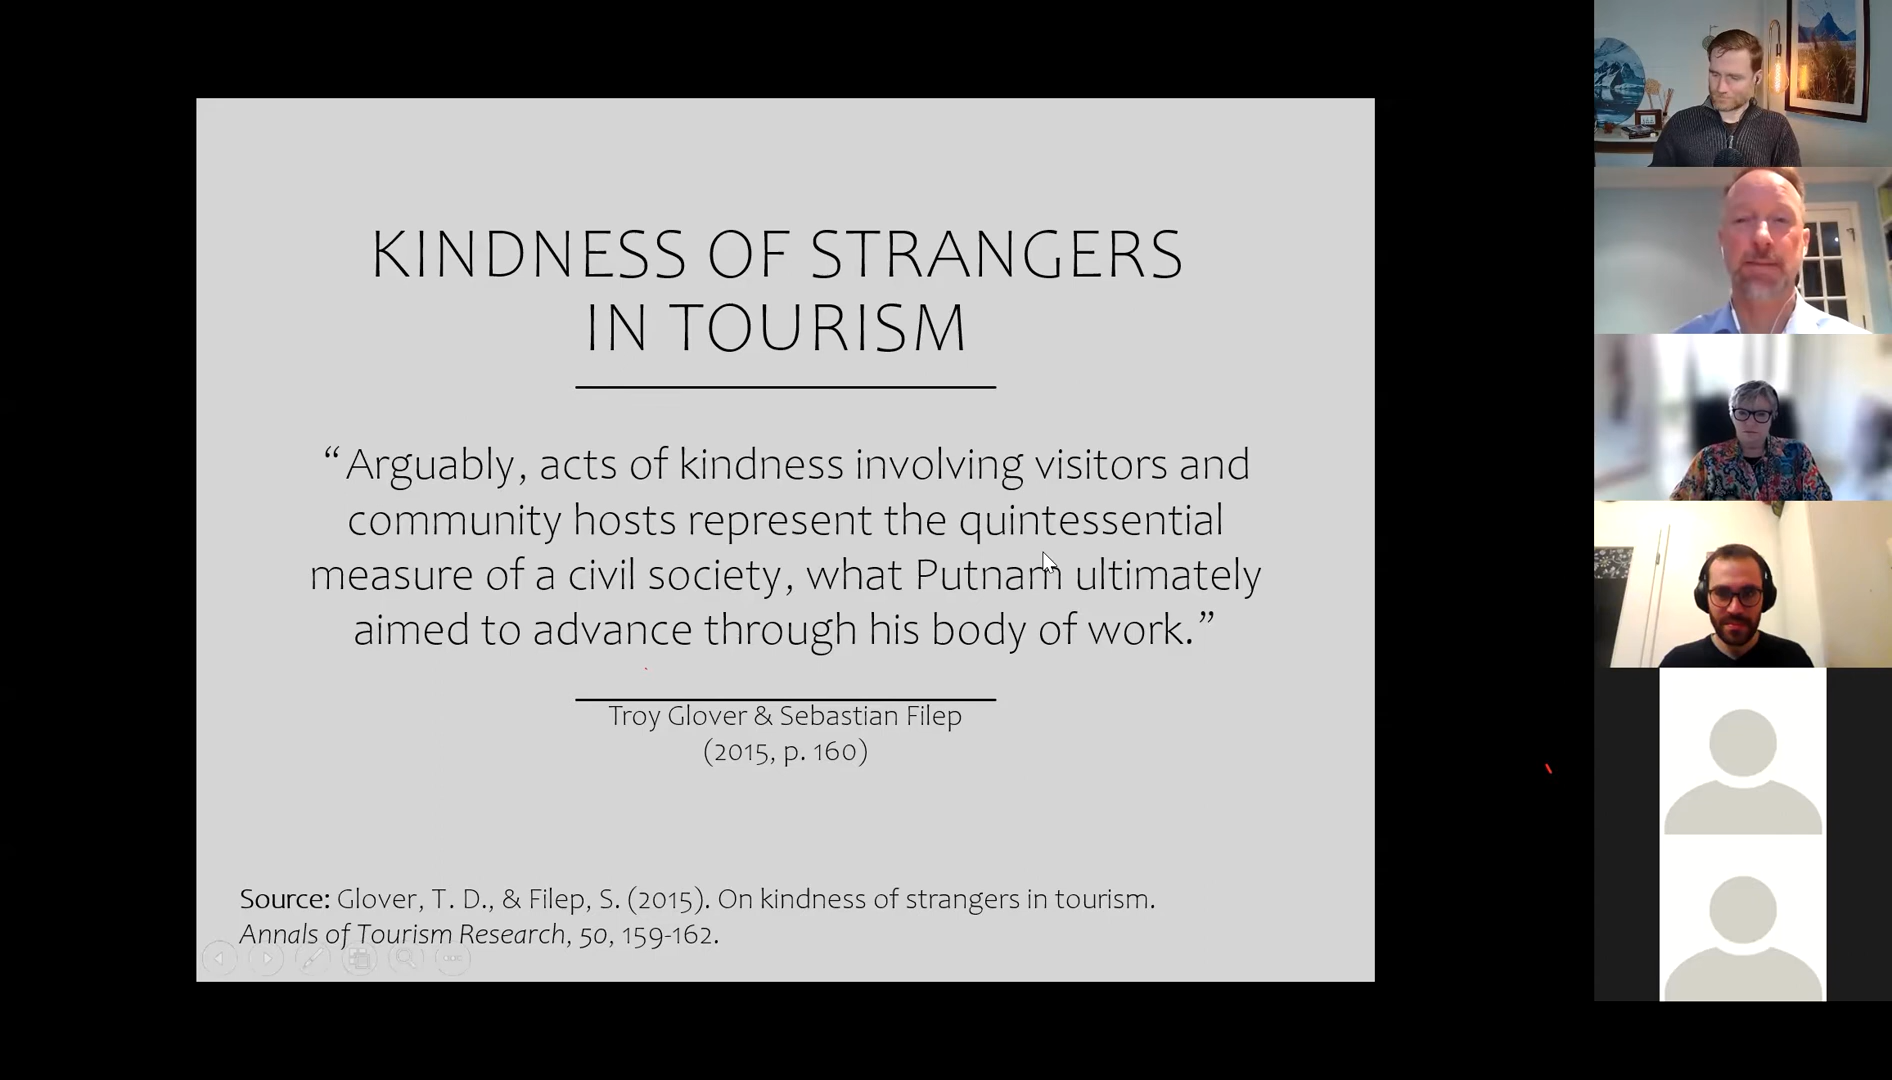 KINDNESS OF STRANGERS
IN TOURISM
“Arguably, acts of kindness involving visitors and
community hosts represent the quintessential
measure of a civil society, what Putnam ultimately
aimed to advance through his body of work.”
Troy Glover & Sebastian Filep
(2015, p. 160)
Source: Glover, T. D., & Filep, S. (2015). On kindness of strangers in tourism.
Annals of Tourism Research, 50, 159-162.